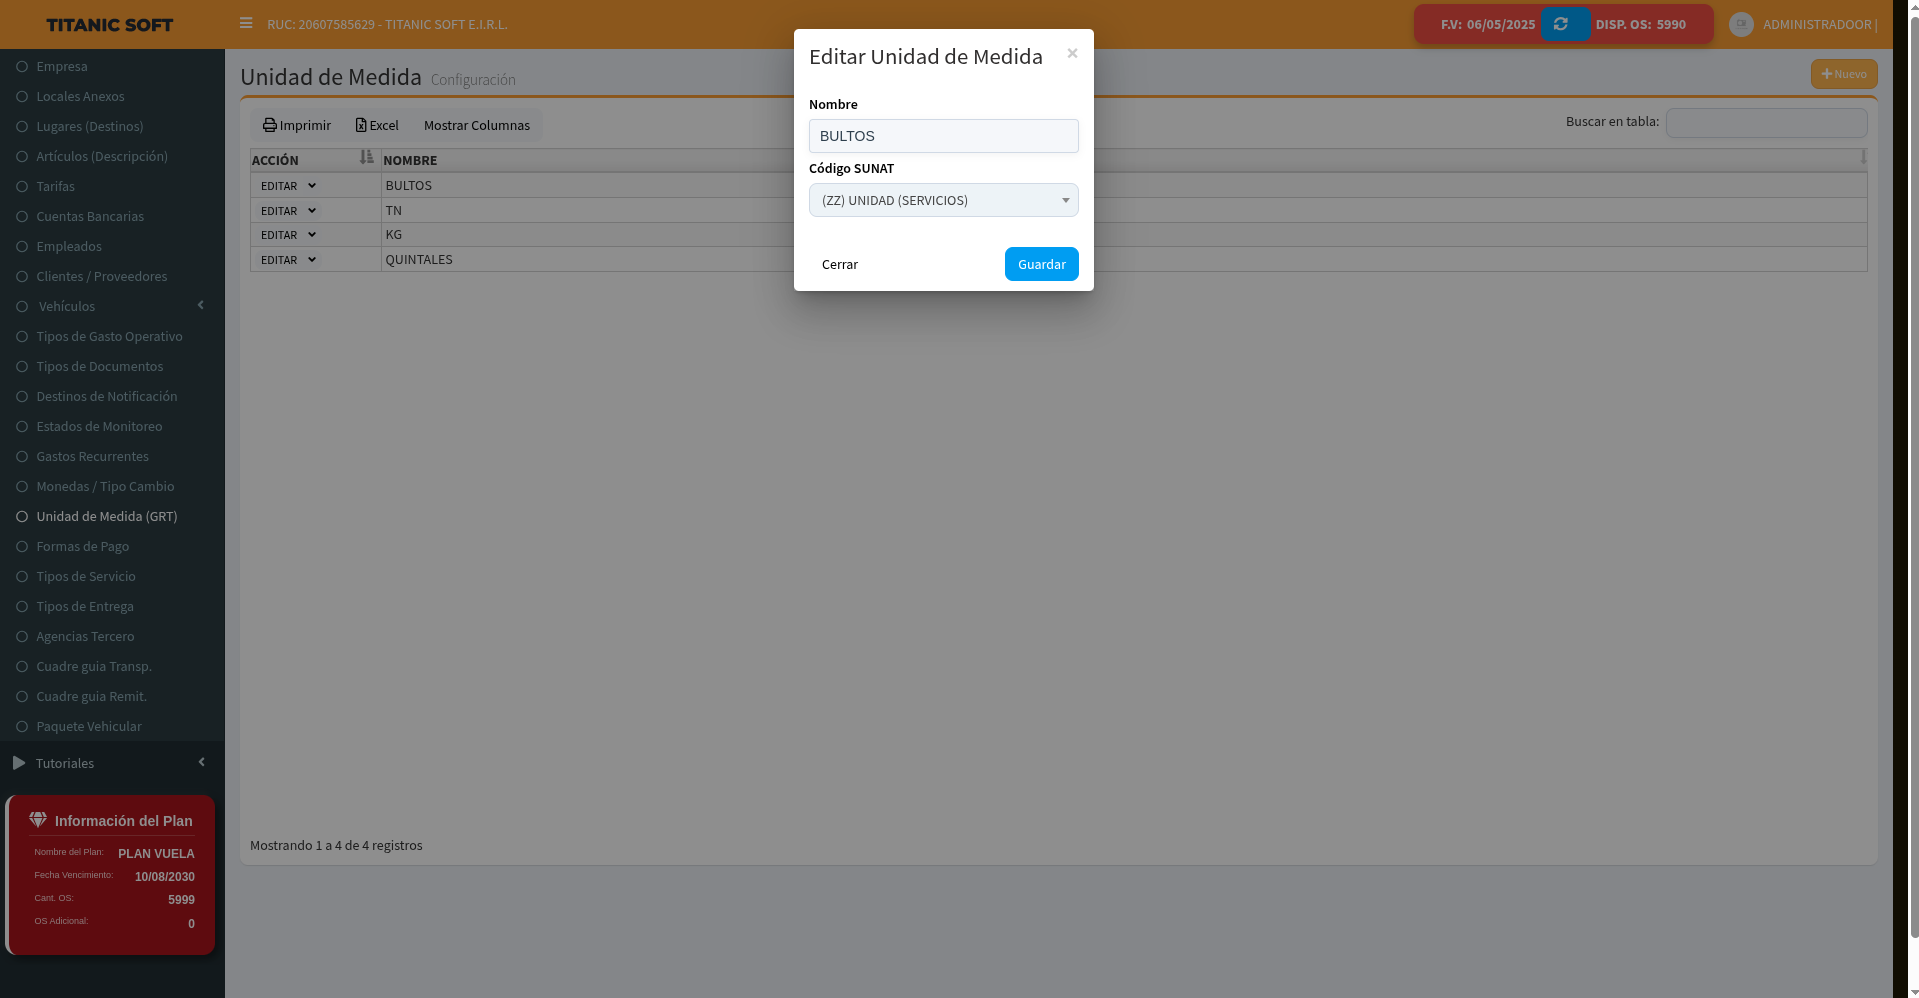 TITANIC SOFT
RUC: 20607585629 - TITANIC SOFT E.I.R.L.
F.V: 06/05/2025
DISP. OS: 5990
ADMINISTRADOOR |
Empresa
Locales Anexos
Lugares (Destinos)
Artículos (Descripción)
Tarifas
Cuentas Bancarias
Empleados
Clientes / Proveedores
Vehículos
Tipos de Gasto Operativo
Tipos de Documentos
Destinos de Notificación
Estados de Monitoreo
Gastos Recurrentes
Monedas / Tipo Cambio
Unidad de Medida (GRT)
Formas de Pago
Tipos de Servicio
Tipos de Entrega
Agencias Tercero
Cuadre guia Transp.
Cuadre guia Remit.
Paquete Vehicular
Tutoriales
Información del Plan
Nombre del Plan: PLAN VUELA
Fecha Vencimiento: 10/08/2030
Cant. OS: 5999
OS Adicional: 0
Unidad de Medida Configuración
Nuevo
Imprimir Excel Mostrar Columnas
Buscar en tabla:
ACCIÓN NOMBRE
EDITAR BULTOS
EDITAR TN
EDITAR KG
EDITAR QUINTALES
Mostrando 1 a 4 de 4 registros
Editar Unidad de Medida ×
Nombre
BULTOS
Código SUNAT
(ZZ) UNIDAD (SERVICIOS)
Cerrar Guardar